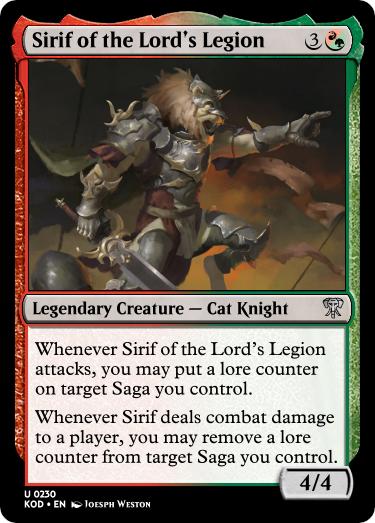 Sirif of the Lord's Legion 3
Legendary Creature — Cat Knight
Whenever Sirif of the Lord's Legion
attacks, you may put a lore counter
on target Saga you control.
Whenever Sirif deals combat damage
to a player, you may remove a lore
counter from target Saga you control.
4/4
U 0230
KOD • EN Joesph Weston